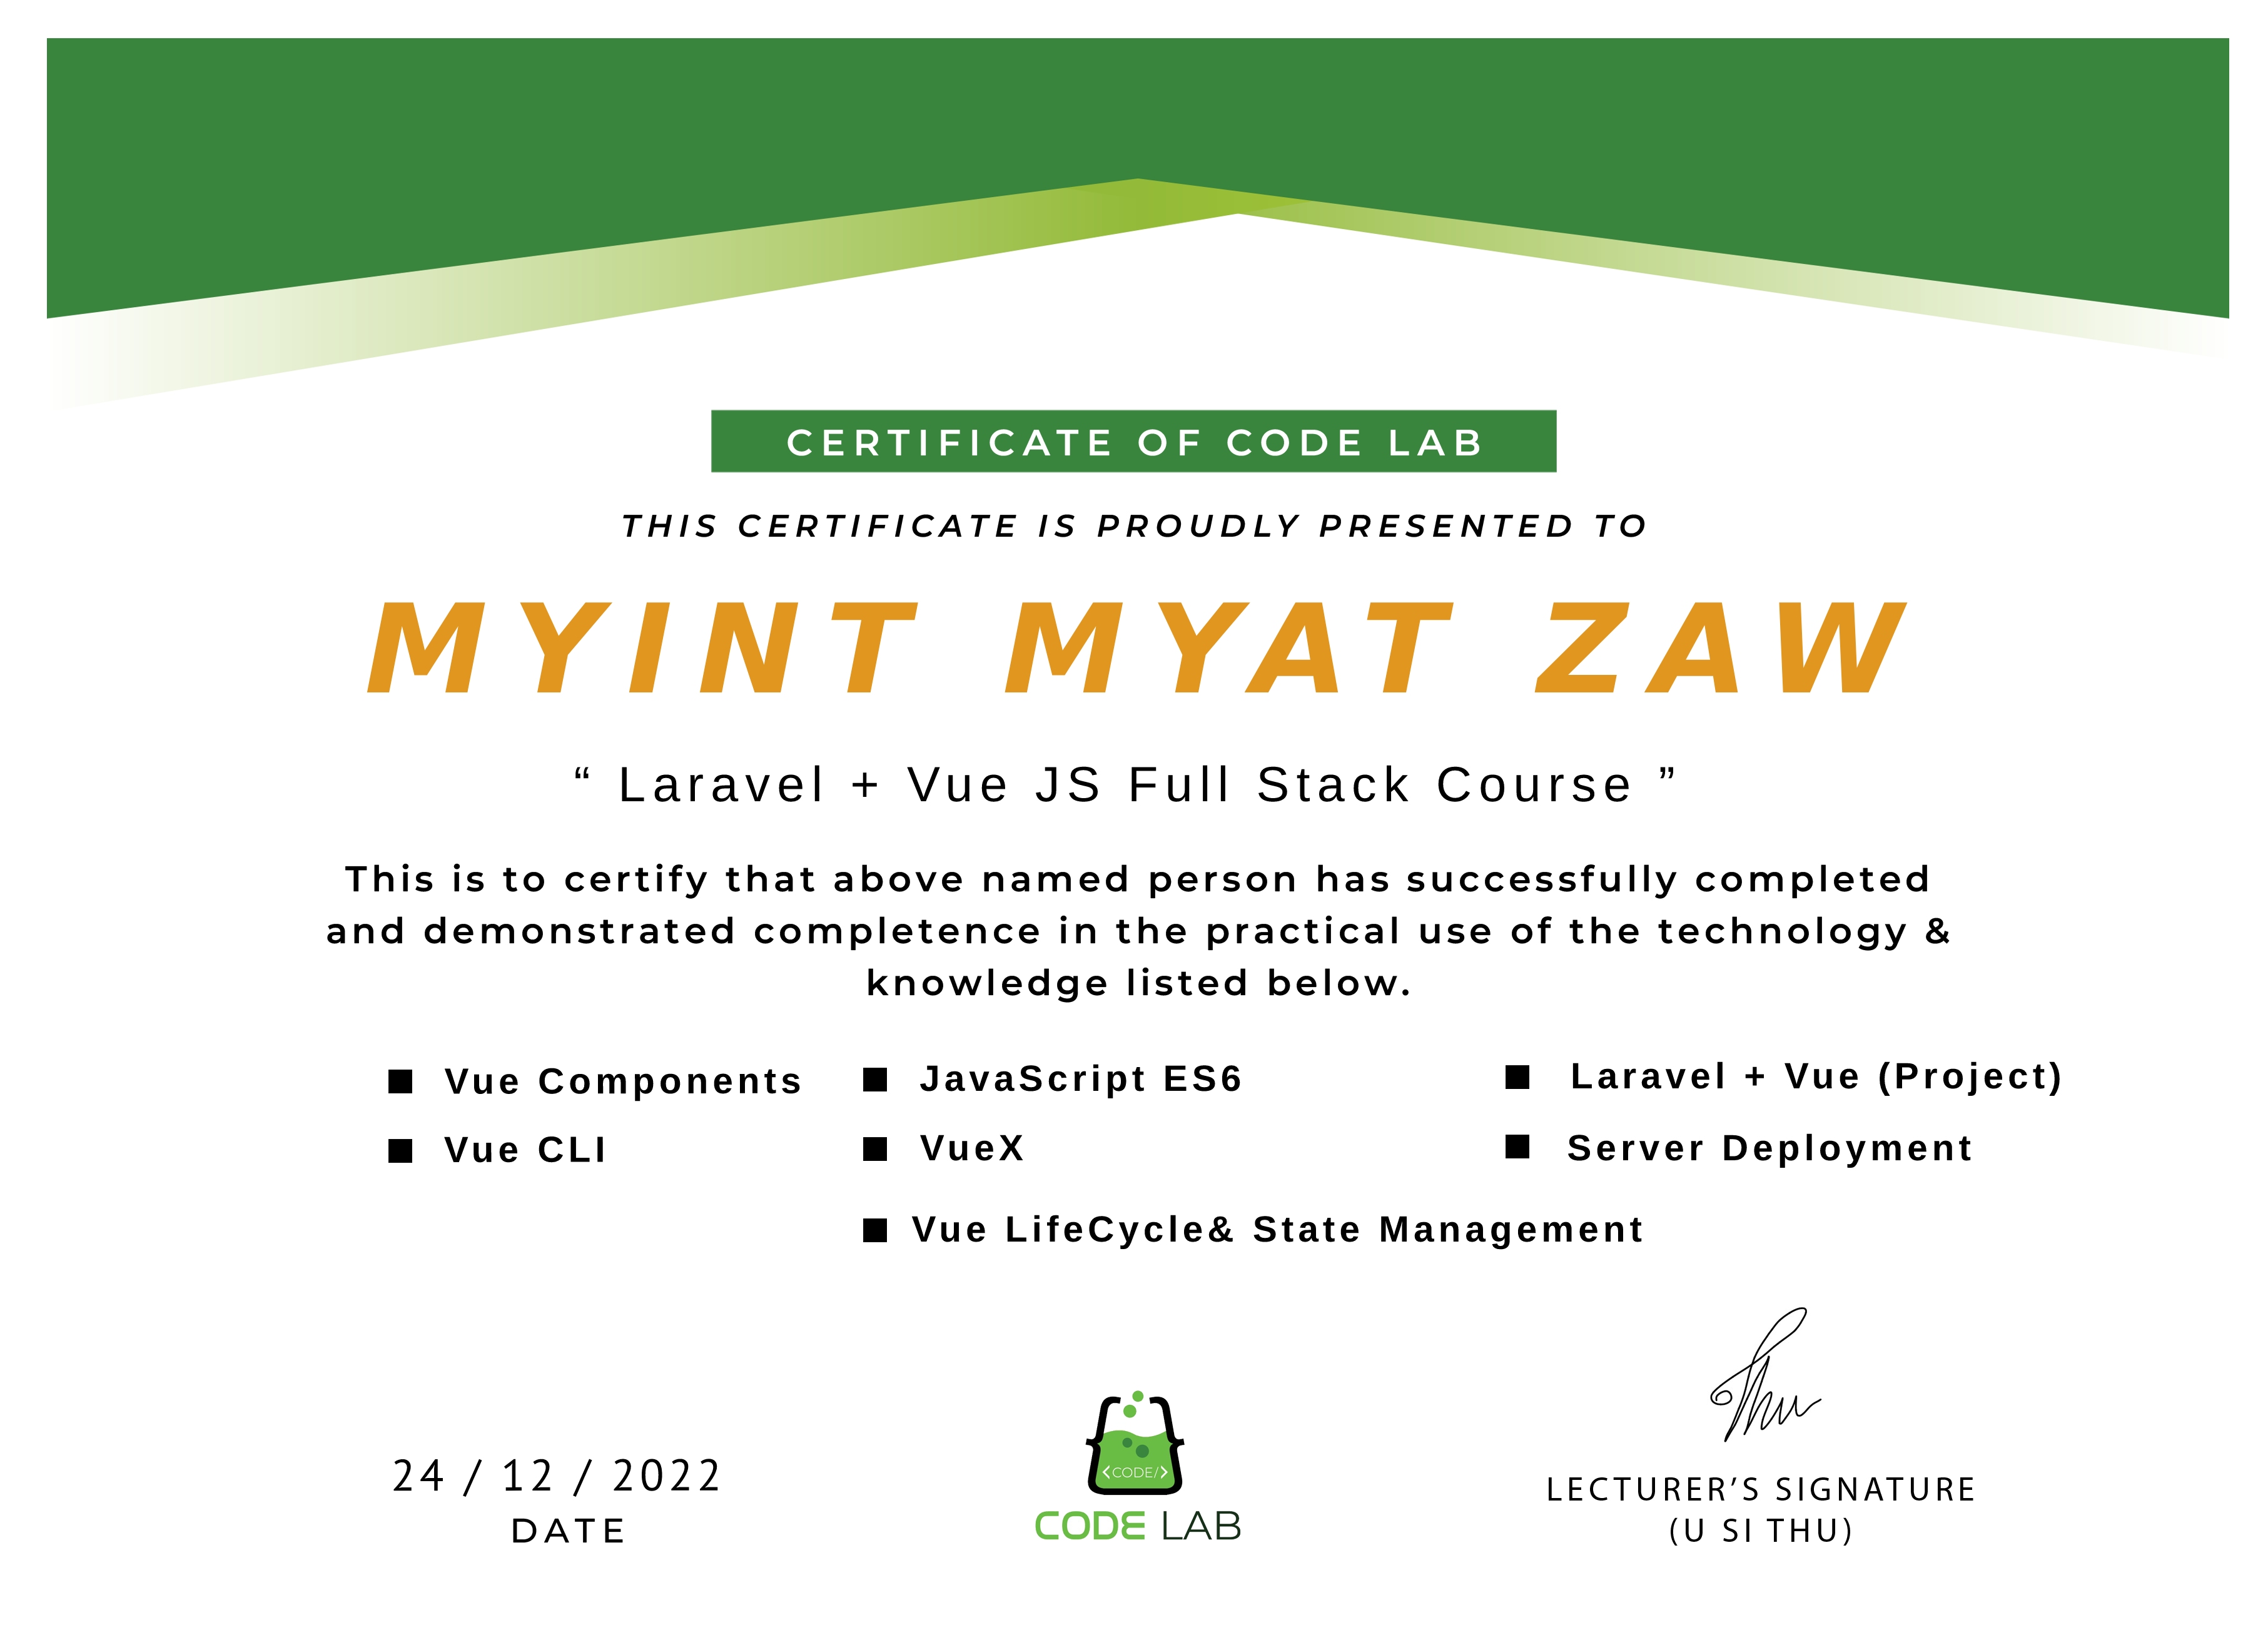 CERTIFICATE OF CODE LAB
THIS CERTIFICATE IS PROUDLY PRESENTED TO
MYINT MYAT ZAW
“ Laravel + Vue JS Full Stack Course ”
This is to certify that above named person has successfully completed
and demonstrated completence in the practical use of the technology &
knowledge listed below.
■ Vue Components
■ Vue CLI
■ JavaScript ES6
■ VueX
■ Vue LifeCycle& State Management
■ Laravel + Vue (Project)
■ Server Deployment
24 / 12 / 2022
DATE
<CODE/>
CODE LAB
Thu
LECTURER’S SIGNATURE
(U SI THU)